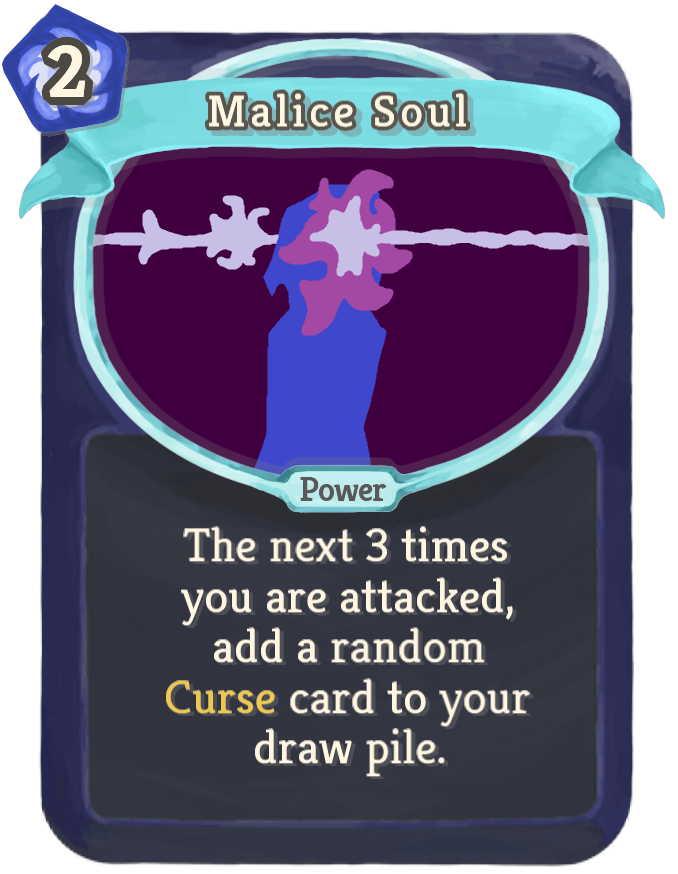 2
Malice Soul
Power
The next 3 times
you are attacked,
add a random
Curse card to your
draw pile.